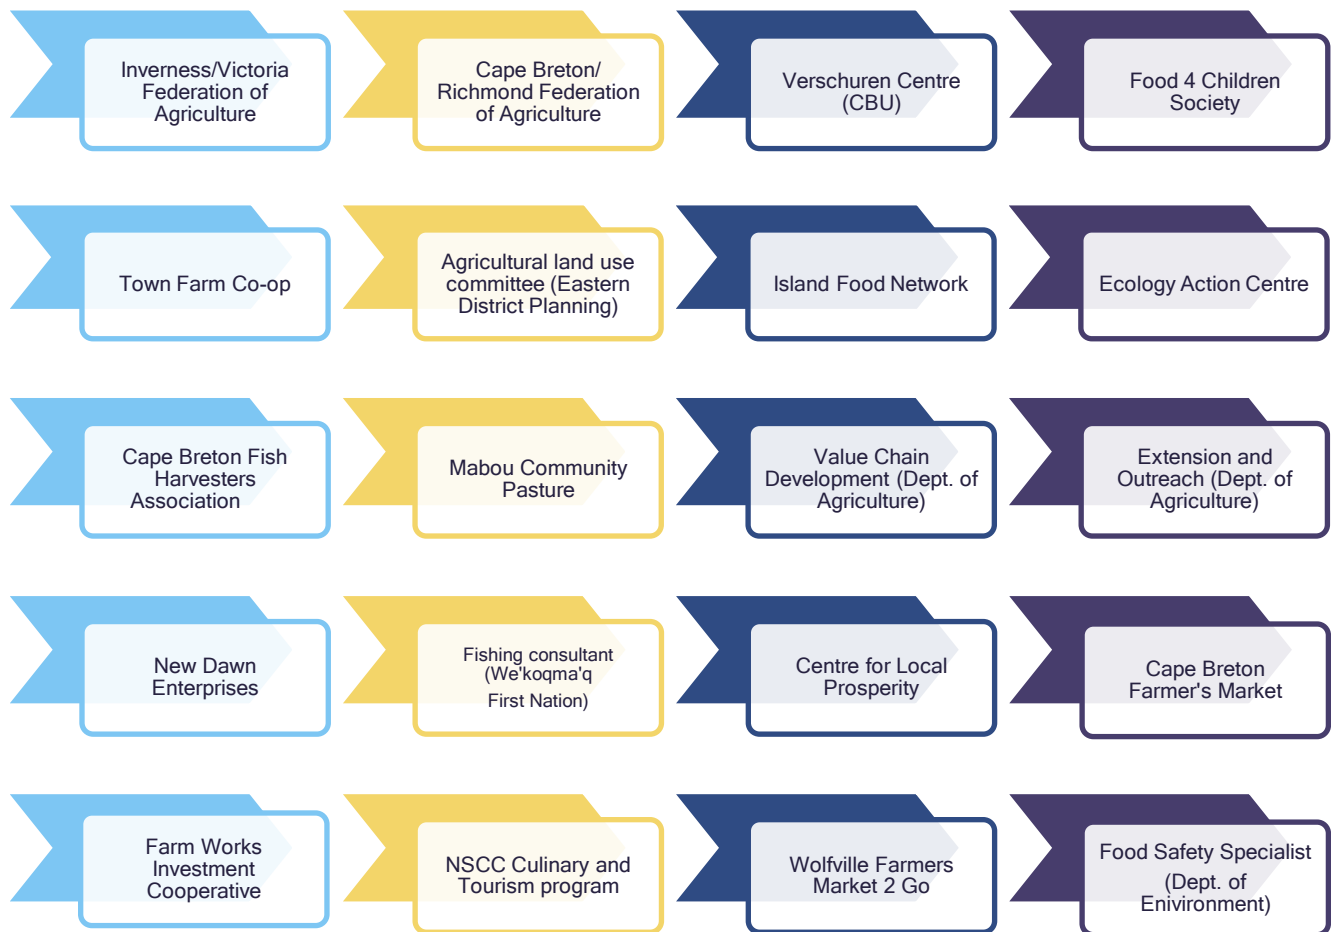 Inverness/Victoria
Federation of
Agriculture
Cape Breton/
Richmond Federation
of Agriculture
Verschuren Centre
(CBU)
Food 4 Children
Society
Town Farm Co-op
Agricultural land use
committee (Eastern
District Planning)
Island Food Network
Ecology Action Centre
Cape Breton Fish
Harvesters
Association
Mabou Community
Pasture
Value Chain
Development (Dept. of
Agriculture)
Extension and
Outreach (Dept. of
Agriculture)
New Dawn
Enterprises
Fishing consultant
(We'koqma'q
First Nation)
Centre for Local
Prosperity
Cape Breton
Farmer's Market
Farm Works
Investment
Cooperative
NSCC Culinary and
Tourism program
Wolfville Farmers
Market 2 Go
Food Safety Specialist
(Dept. of
Enivironment)